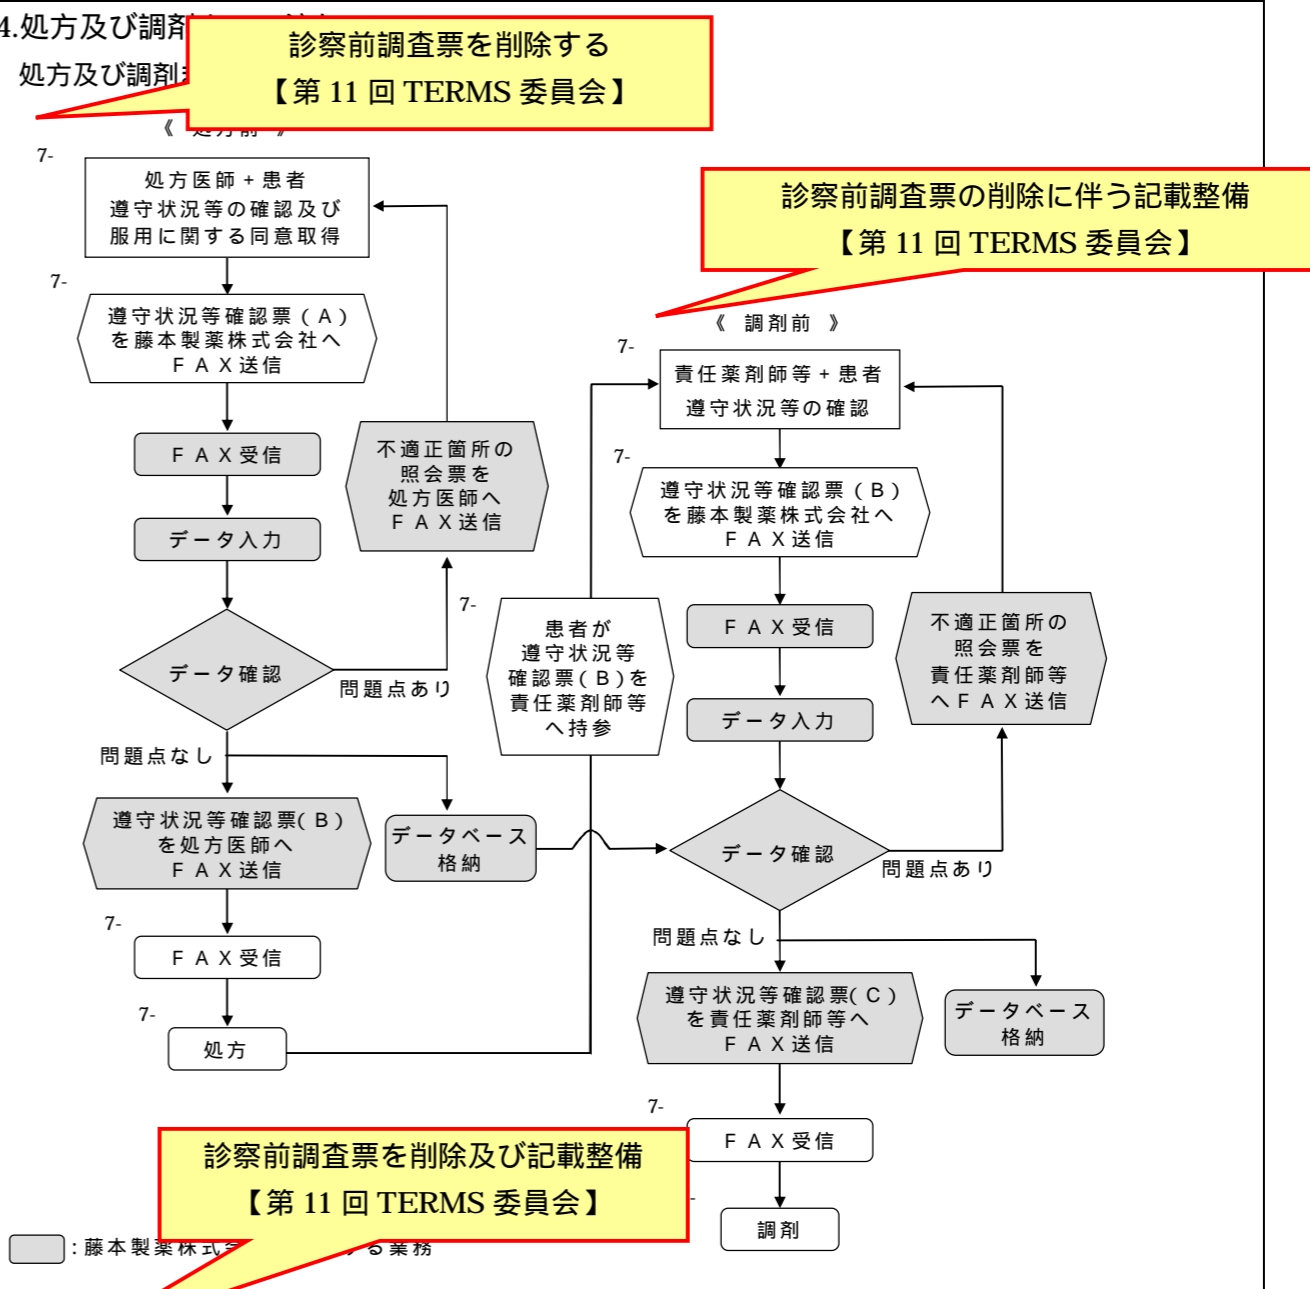 4.処方及び調剤
処方及び調剤
診察前調査票を削除する
【第 11 回 TERMS 委員会】
診察前調査票の削除に伴う記載整備
【第 11 回 TERMS 委員会】
《 処方前 》
7-
処方医師＋患者
遵守状況等の確認及び
服用に関する同意取得
7-
遵守状況等確認票（A）
を藤本製薬株式会社へ
ＦＡＸ送信
ＦＡＸ受信
データ入力
データ確認
問題点あり
7-
不適正箇所の
照会票を
処方医師へ
ＦＡＸ送信
問題点なし
遵守状況等確認票(B)
を処方医師へ
ＦＡＸ送信
データベース
格納
7-
ＦＡＸ受信
7-
処方
患者が
遵守状況等
確認票(B)を
責任薬剤師等
へ持参
《 調剤前 》
7-
責任薬剤師等＋患者
遵守状況等の確認
7-
遵守状況等確認票（B）
を藤本製薬株式会社へ
ＦＡＸ送信
ＦＡＸ受信
データ入力
データ確認
問題点あり
不適正箇所の
照会票を
責任薬剤師等
へＦＡＸ送信
問題点なし
遵守状況等確認票(C)
を責任薬剤師等へ
ＦＡＸ送信
データベース
格納
7-
ＦＡＸ受信
-
調剤
診察前調査票を削除及び記載整備
【第 11 回 TERMS 委員会】
：藤本製薬株式会 する業務